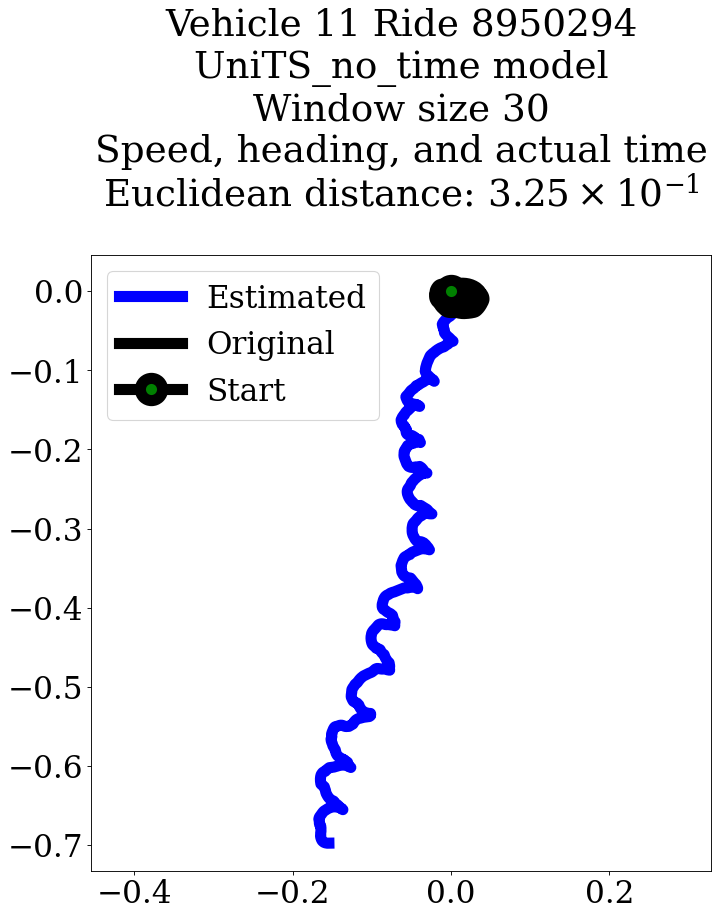 Vehicle 11 Ride 8950294
UniTS_no_time model
Window size 30
Speed, heading, and actual time
Euclidean distance: 3.25 × 10⁻¹
Estimated
Original
Start
0.0
−0.1
−0.2
−0.3
−0.4
−0.5
−0.6
−0.7
−0.4 −0.2 0.0 0.2